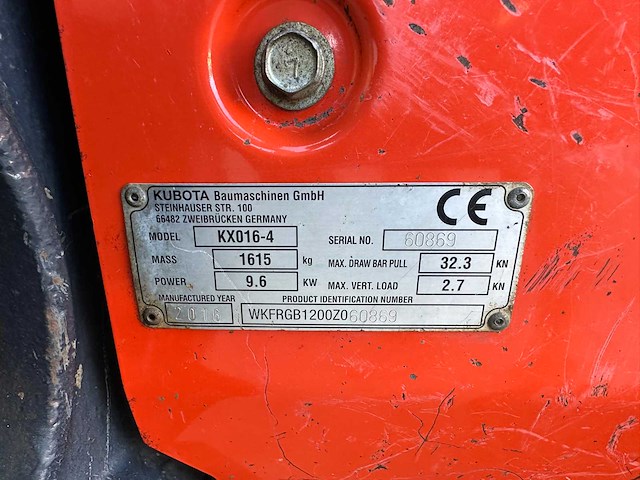 7
KUBOTA Baumaschinen GmbH
STEINHAUSER STR. 100
66482 ZWEIBRÜCKEN GERMANY
CE
MODEL KX016-4 SERIAL NO. 60869
MASS 1615 kg MAX. DRAW BAR PULL 32.3 KN
POWER 9.6 KW MAX. VERT. LOAD 2.7 KN
MANUFACTURED YEAR PRODUCT IDENTIFICATION NUMBER
2016 WKFRGB1200Z060869